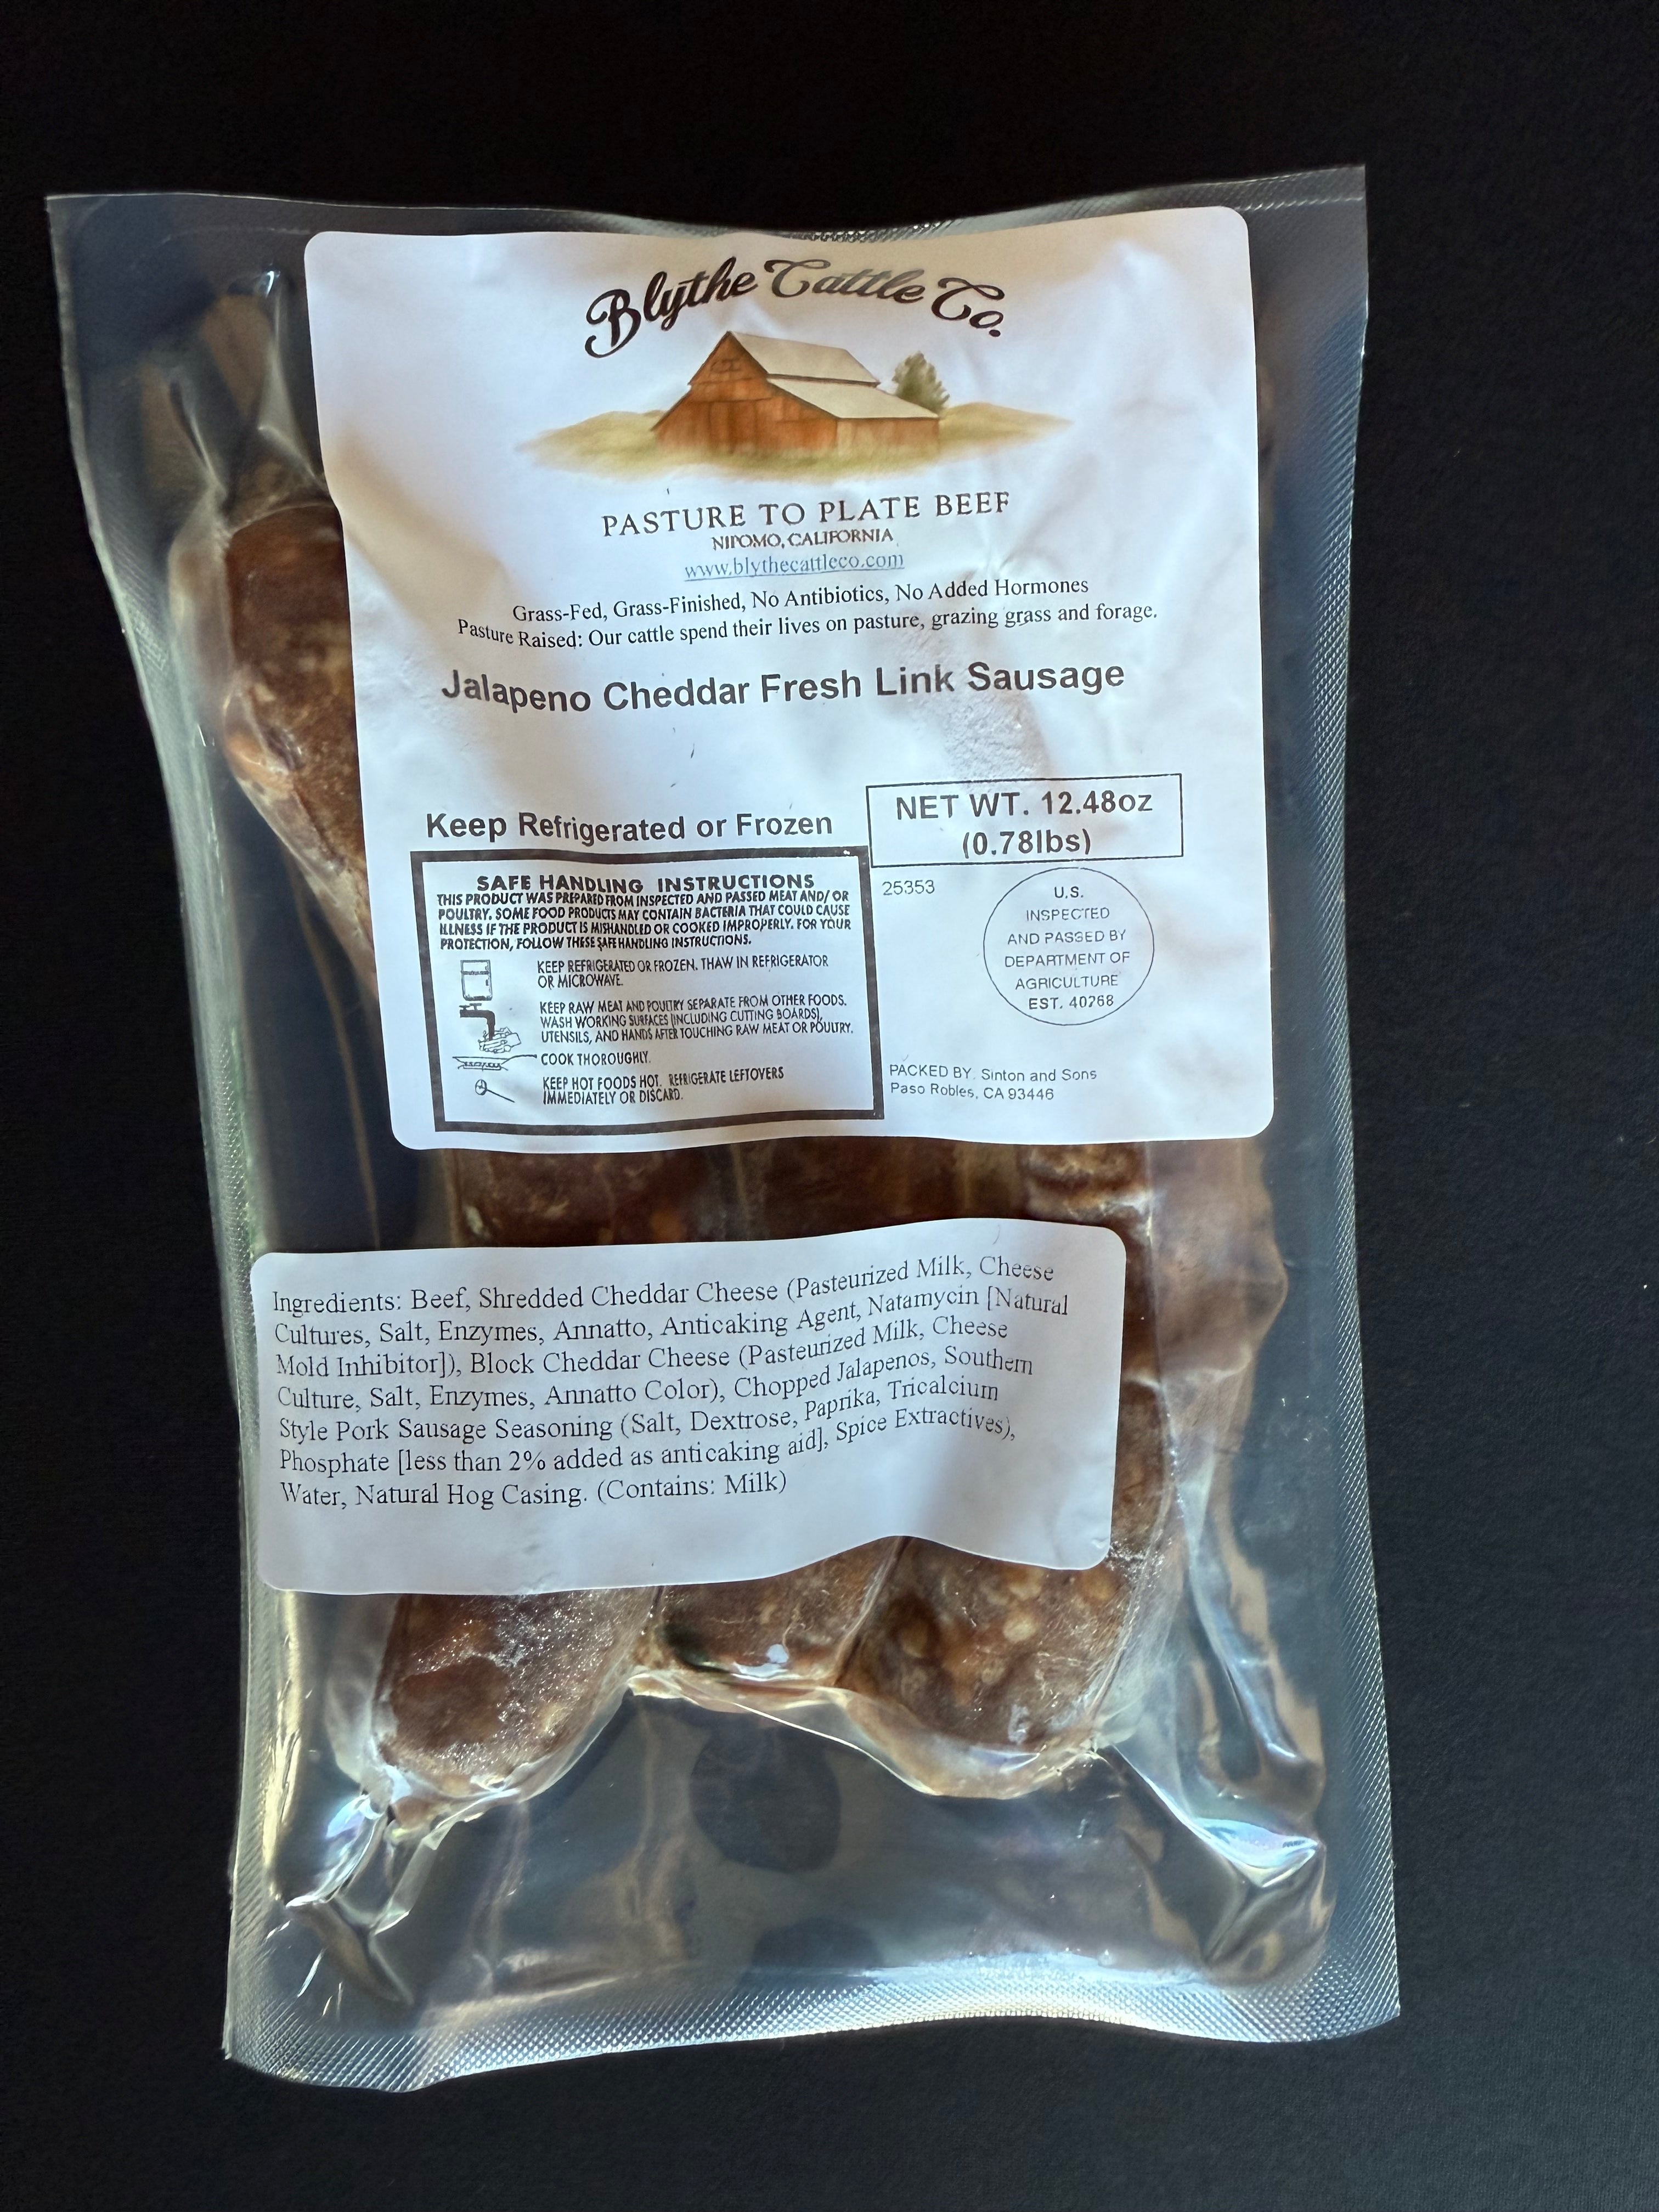 Blythe Cattle Co.
PASTURE TO PLATE BEEF
NIPOMO, CALIFORNIA
www.blythecattleco.com
Grass-Fed, Grass-Finished, No Antibiotics, No Added Hormones
Pasture Raised: Our cattle spend their lives on pasture, grazing grass and forage.
Jalapeno Cheddar Fresh Link Sausage
Keep Refrigerated or Frozen
NET WT. 12.48oz
(0.78lbs)
SAFE HANDLING INSTRUCTIONS
THIS PRODUCT WAS PREPARED FROM INSPECTED AND PASSED MEAT AND/OR
POULTRY. SOME FOOD PRODUCTS MAY CONTAIN BACTERIA THAT COULD CAUSE
ILLNESS IF THE PRODUCT IS MISHANDLED OR COOKED IMPROPERLY. FOR YOUR
PROTECTION, FOLLOW THESE SAFE HANDLING INSTRUCTIONS.
KEEP REFRIGERATED OR FROZEN. THAW IN REFRIGERATOR
OR MICROWAVE.
KEEP RAW MEAT AND POULTRY SEPARATE FROM OTHER FOODS.
WASH WORKING SURFACES (INCLUDING CUTTING BOARDS),
UTENSILS, AND HANDS AFTER TOUCHING RAW MEAT OR POULTRY.
COOK THOROUGHLY.
KEEP HOT FOODS HOT. REFRIGERATE LEFTOVERS
IMMEDIATELY OR DISCARD.
25353
U.S.
INSPECTED
AND PASSED BY
DEPARTMENT OF
AGRICULTURE
EST. 40268
PACKED BY. Sinton and Sons
Paso Robles, CA 93446
Ingredients: Beef, Shredded Cheddar Cheese (Pasteurized Milk, Cheese
Cultures, Salt, Enzymes, Annatto, Anticaking Agent, Natamycin [Natural
Mold Inhibitor]), Block Cheddar Cheese (Pasteurized Milk, Cheese
Culture, Salt, Enzymes, Annatto Color), Chopped Jalapenos, Southern
Style Pork Sausage Seasoning (Salt, Dextrose, Paprika, Tricalcium
Phosphate [less than 2% added as anticaking aid], Spice Extractives),
Water, Natural Hog Casing. (Contains: Milk)